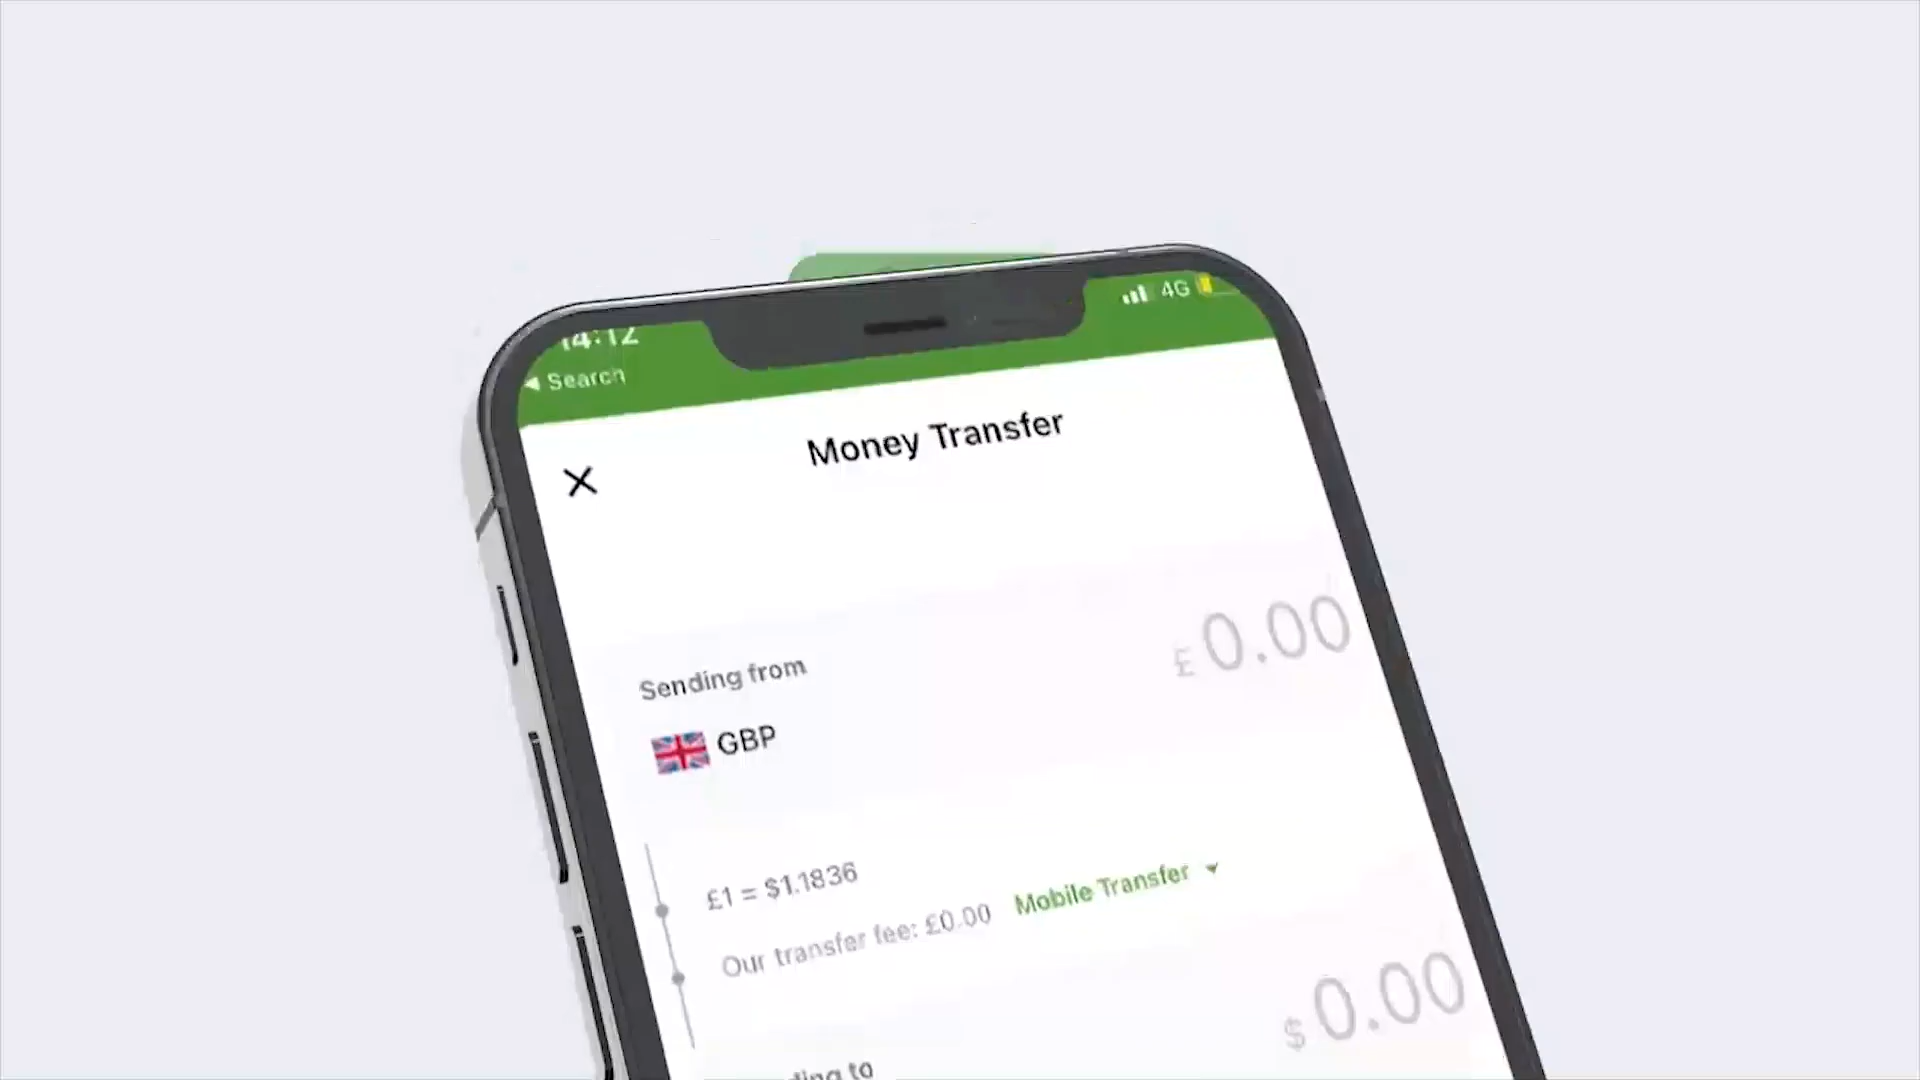 14:12
4G
Search
Money Transfer
Sending from
£ 0.00
GBP
£1 = $1.1836
Our transfer fee: £0.00 Mobile Transfer
$ 0.00
to